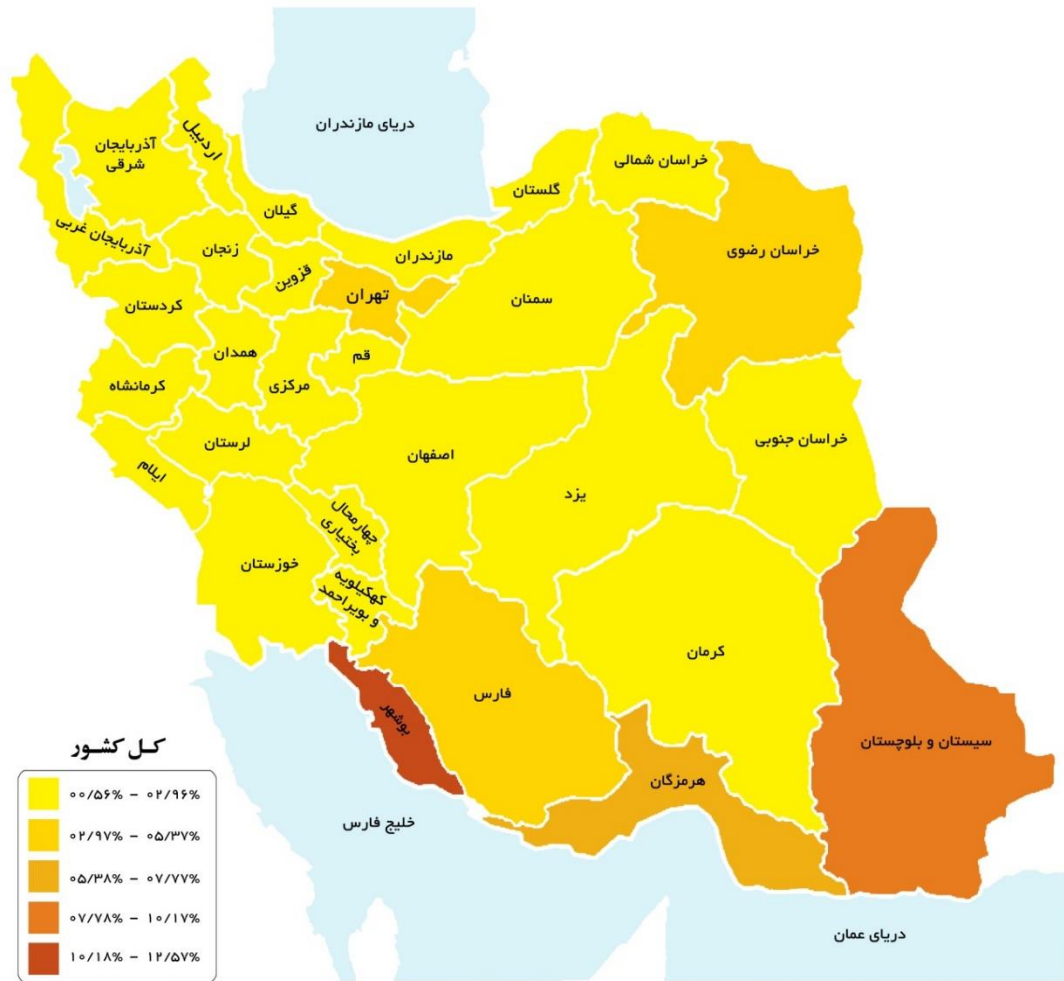 دریای مازندران
آذربایجان
شرقی
اردبیل
گیلان
گلستان
خراسان شمالی
آذربایجان غربی
زنجان
قزوین
مازندران
تهران
سمنان
خراسان رضوی
کردستان
همدان
قم
مرکزی
کرمانشاه
لرستان
ایلام
اصفهان
یزد
خراسان جنوبی
چهارمحال
بختیاری
خوزستان
کهکیلویه
و بویراحمد
کرمان
فارس
بوشهر
سیستان و بلوچستان
هرمزگان
خلیج فارس
دریای عمان
کل کشور
۰۰/۵۶% - ۰۲/۹۶%
۰۲/۹۷% - ۰۵/۳۷%
۰۵/۳۸% - ۰۷/۷۷%
۰۷/۷۸% - ۱۰/۱۷%
۱۰/۱۸% - ۱۲/۵۷%